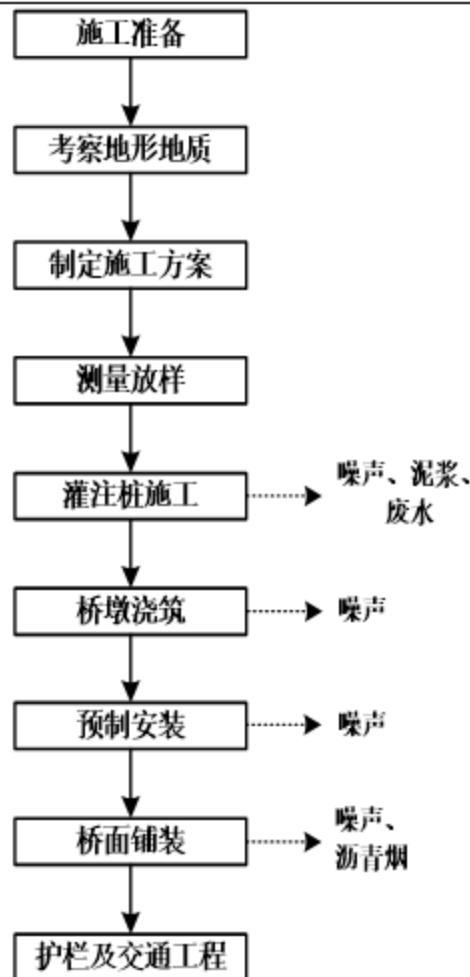 施工准备
考察地形地质
制定施工方案
测量放样
灌注桩施工
噪声、泥浆、
废水
桥墩浇筑
噪声
预制安装
噪声
桥面铺装
噪声、
沥青烟
护栏及交通工程